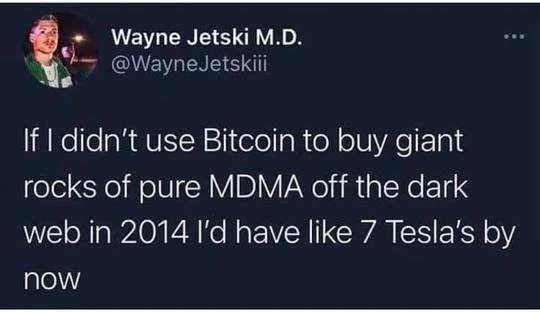 Wayne Jetski M.D.
@WayneJetskiii
If I didn't use Bitcoin to buy giant
rocks of pure MDMA off the dark
web in 2014 I'd have like 7 Tesla's by
now